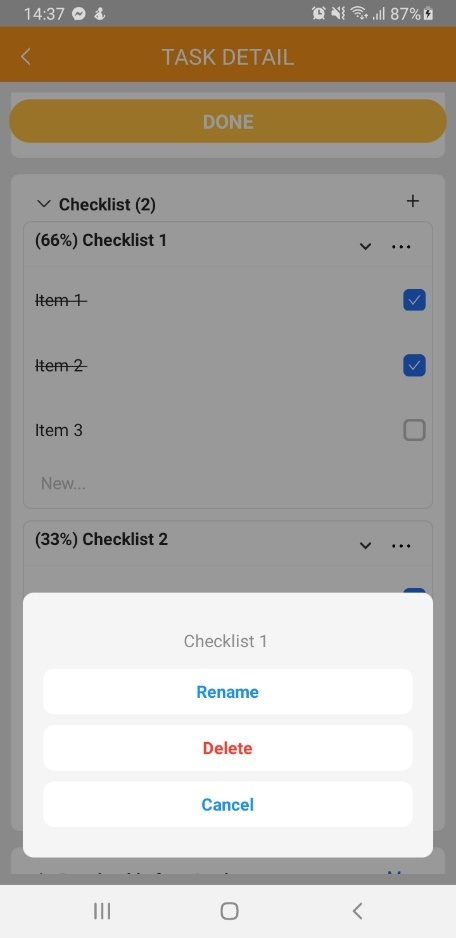 14:37 87%
TASK DETAIL
DONE
Checklist (2) +
(66%) Checklist 1
Item 1
Item 2
Item 3
New...
(33%) Checklist 2
Checklist 1
Rename
Delete
Cancel